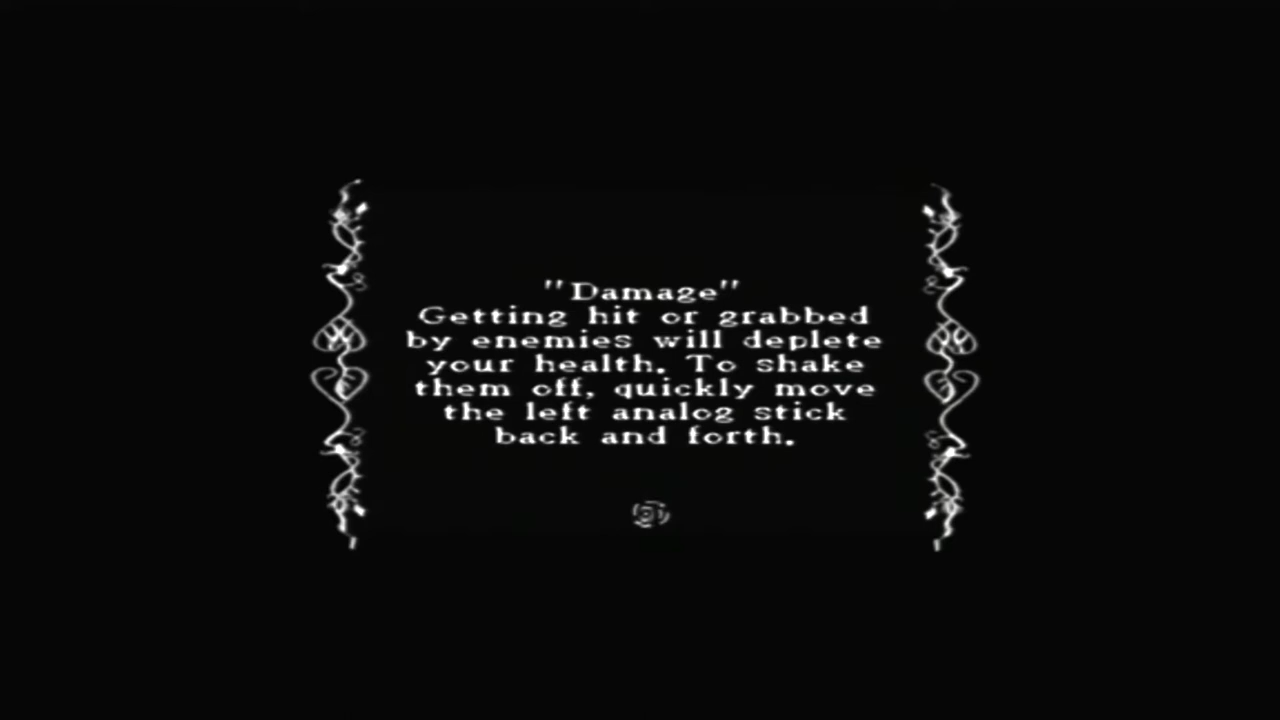 "Damage"
Getting hit or grabbed
by enemies will deplete
your health. To shake
them off, quickly move
the left analog stick
back and forth.